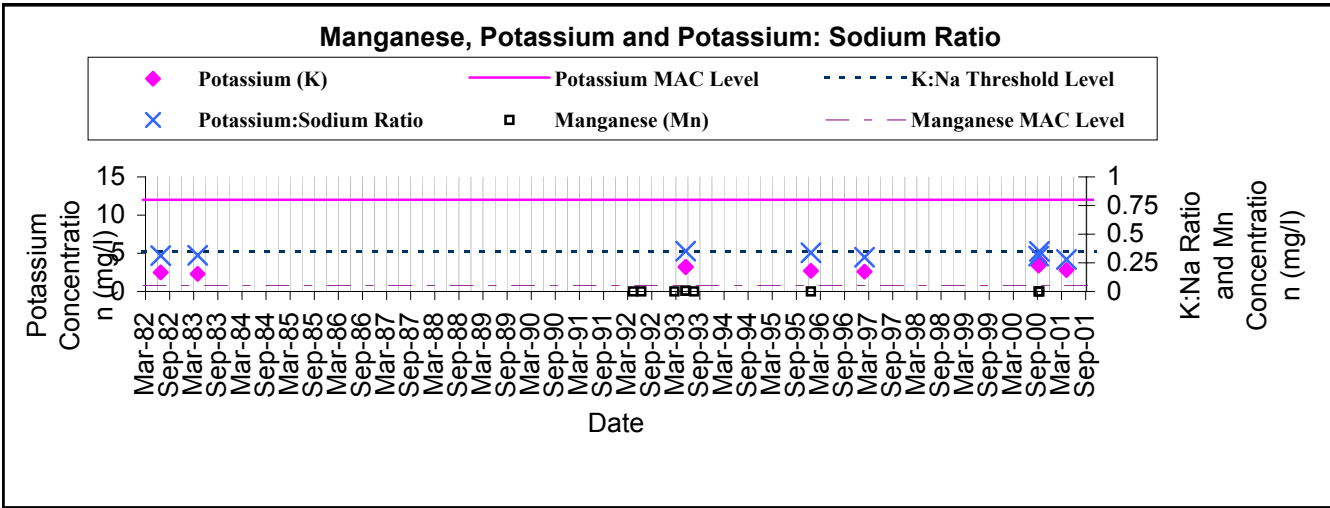 Manganese, Potassium and Potassium: Sodium Ratio
Potassium (K) Potassium MAC Level K:Na Threshold Level
Potassium:Sodium Ratio Manganese (Mn) Manganese MAC Level
Potassium
Concentratio
n (mg/l)
15
10
5
0
1
0.75
0.5
0.25
0
K:Na Ratio
and Mn
Concentratio
n (mg/l)
Mar-82
Sep-82
Mar-83
Sep-83
Mar-84
Sep-84
Mar-85
Sep-85
Mar-86
Sep-86
Mar-87
Sep-87
Mar-88
Sep-88
Mar-89
Sep-89
Mar-90
Sep-90
Mar-91
Sep-91
Mar-92
Sep-92
Mar-93
Sep-93
Mar-94
Sep-94
Mar-95
Sep-95
Mar-96
Sep-96
Mar-97
Sep-97
Mar-98
Sep-98
Mar-99
Sep-99
Mar-00
Sep-00
Mar-01
Sep-01
Date